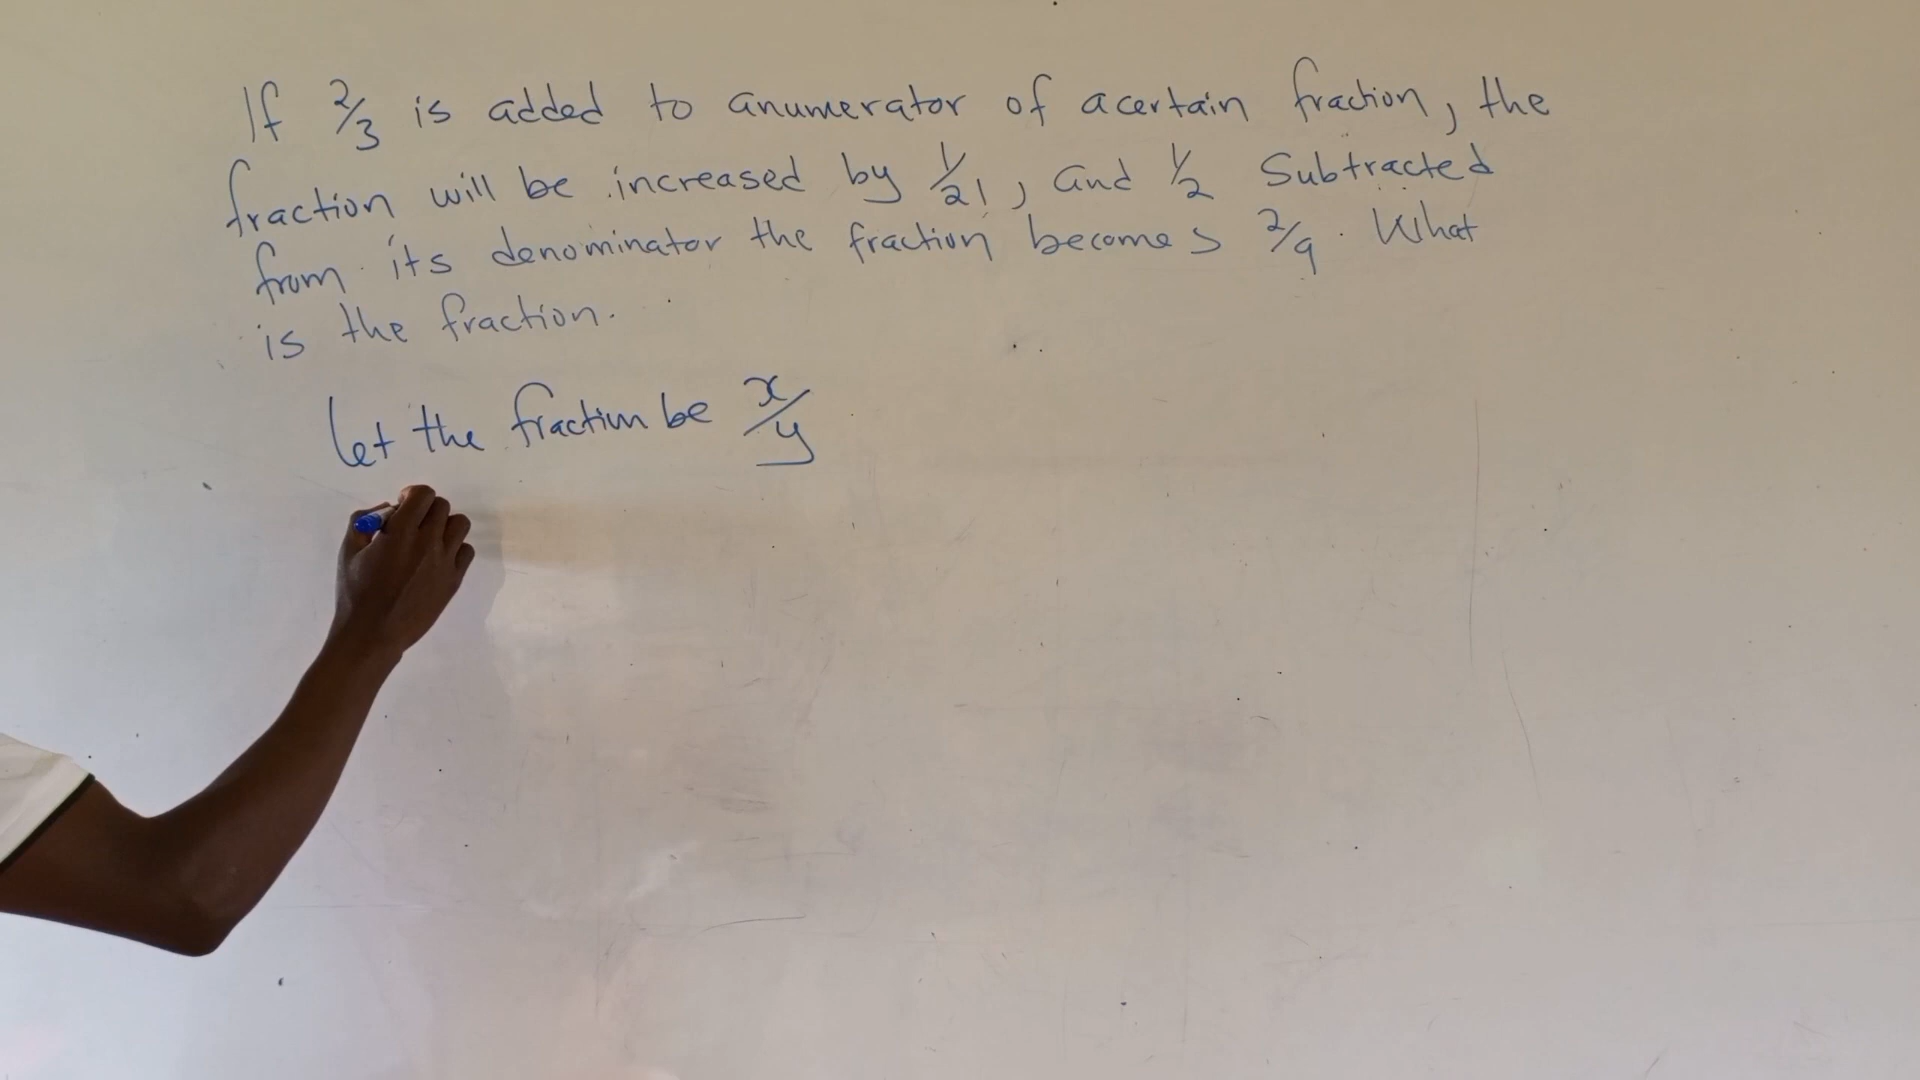 If 2/3 is added to anumerator of acertain fraction, the
fraction will be increased by 1/21, and 1/2 Subtracted
from its denominator the fraction becomes 2/9. What
is the fraction.
let the fraction be x/y